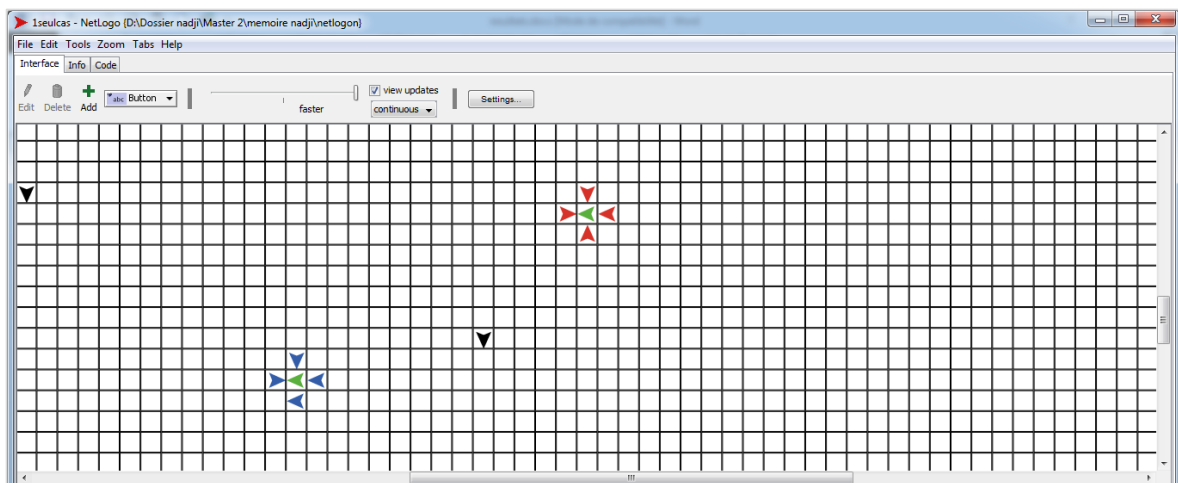 1seulcas - NetLogo {D:\Dossier nadji\Master 2\memoire nadji\netlogon}
File Edit Tools Zoom Tabs Help
Interface Info Code
Edit Delete Add abc Button faster view updates continuous Settings...